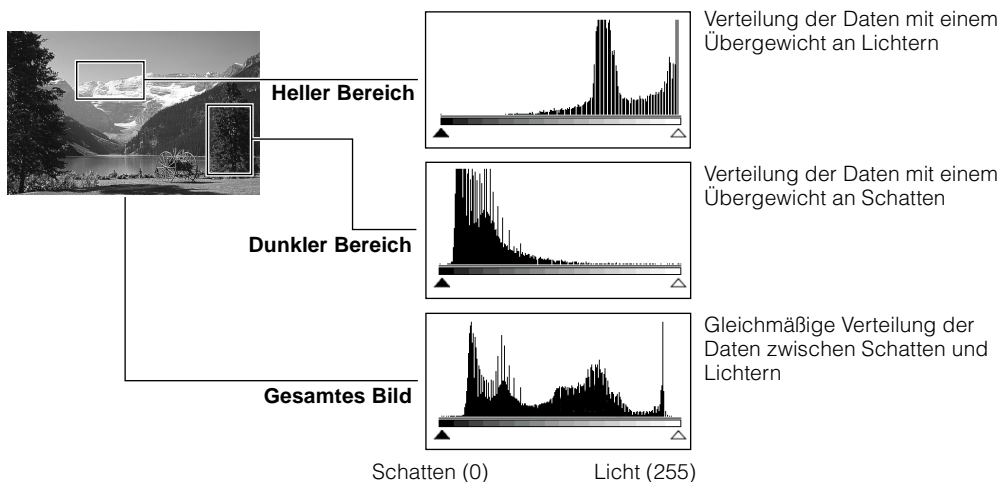 Verteilung der Daten mit einem
Übergewicht an Lichtern
Heller Bereich
Verteilung der Daten mit einem
Übergewicht an Schatten
Dunkler Bereich
Gleichmäßige Verteilung der
Daten zwischen Schatten und
Lichtern
Gesamtes Bild
Schatten (0)
Licht (255)